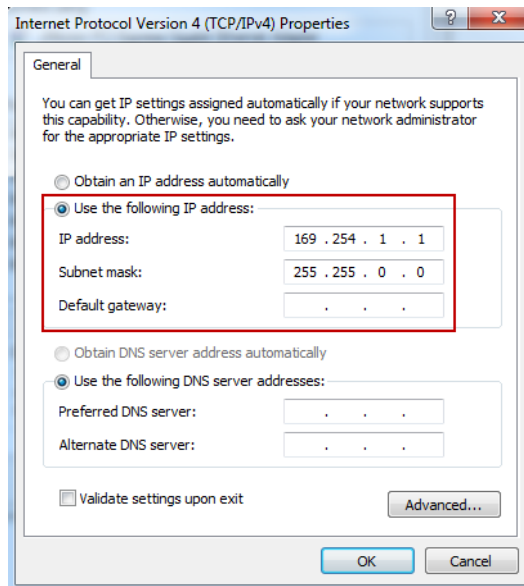 Internet Protocol Version 4 (TCP/IPv4) Properties
General
You can get IP settings assigned automatically if your network supports
this capability. Otherwise, you need to ask your network administrator
for the appropriate IP settings.
Obtain an IP address automatically
Use the following IP address:
IP address: 169 . 254 . 1 . 1
Subnet mask: 255 . 255 . 0 . 0
Default gateway: . . .
Obtain DNS server address automatically
Use the following DNS server addresses:
Preferred DNS server: . . .
Alternate DNS server: . . .
Validate settings upon exit
Advanced...
OK
Cancel